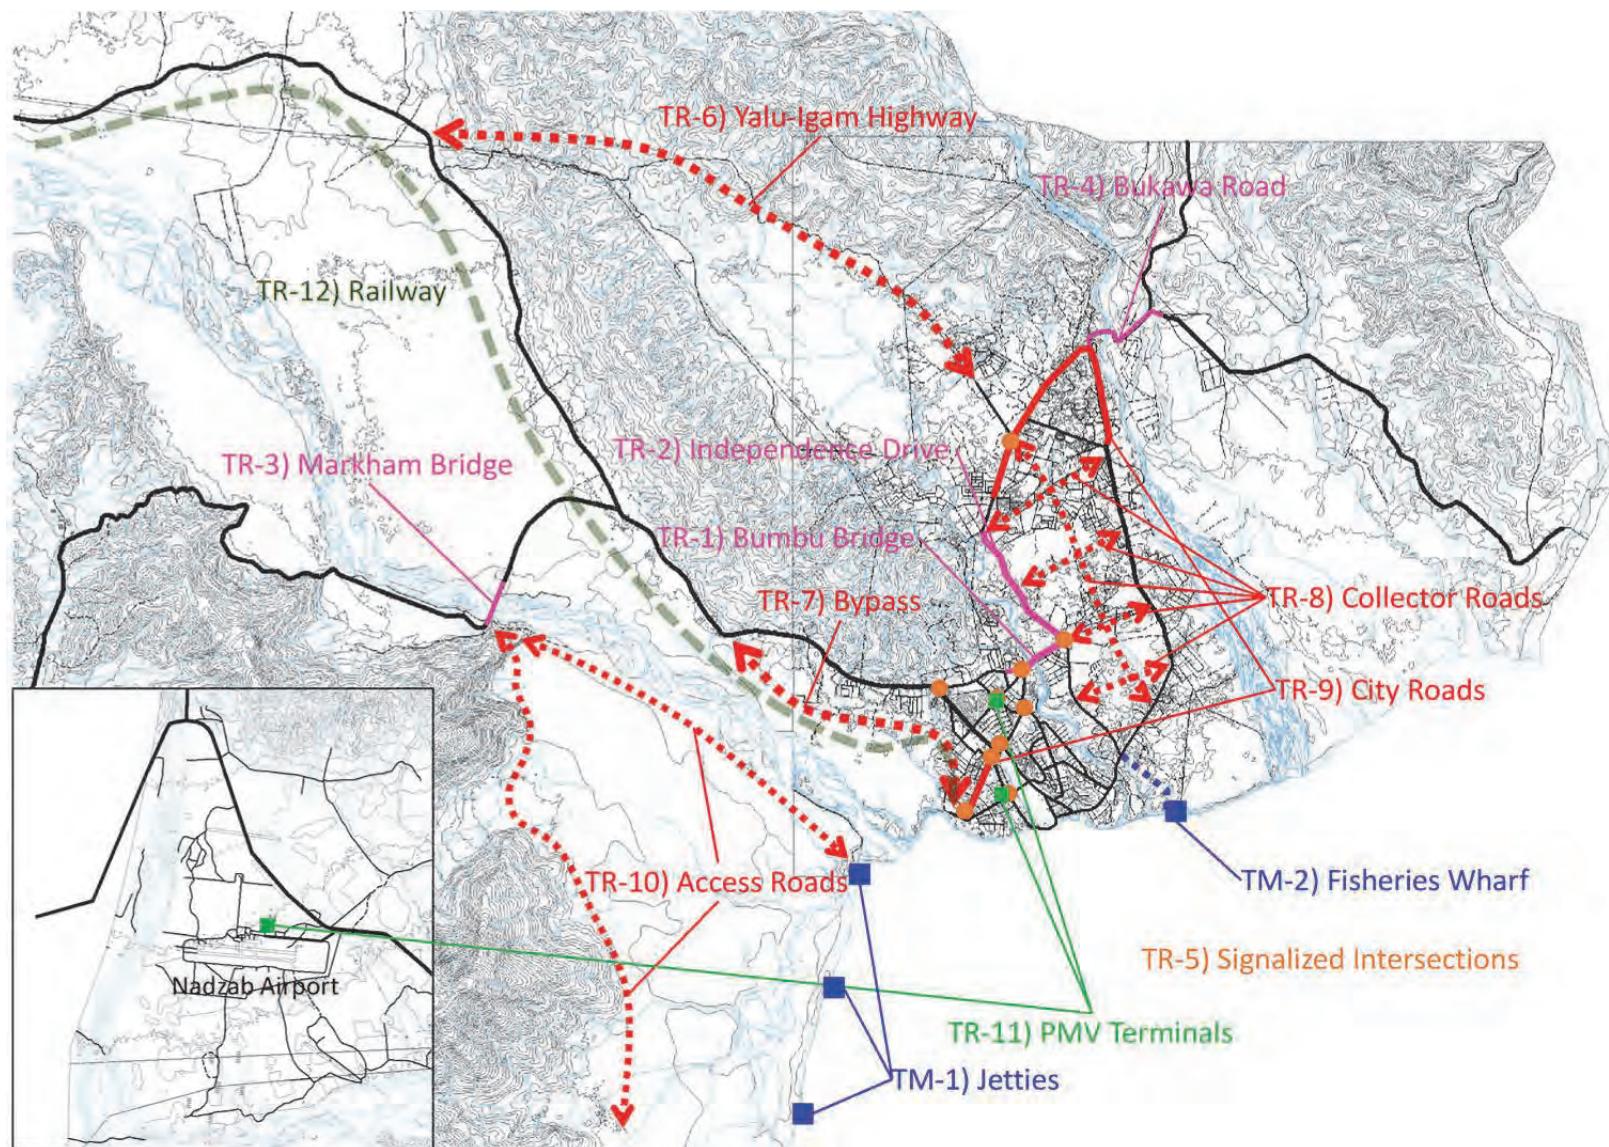 TR-6) Yalu-Igam Highway
TR-4) Bukawa Road
TR-12) Railway
TR-2) Independence Drive
TR-3) Markham Bridge
TR-1) Bumbu Bridge
TR-7) Bypass
TR-8) Collector Roads
TR-9) City Roads
TR-10) Access Roads
TM-2) Fisheries Wharf
TR-5) Signalized Intersections
Nadzab Airport
TR-11) PMV Terminals
TM-1) Jetties